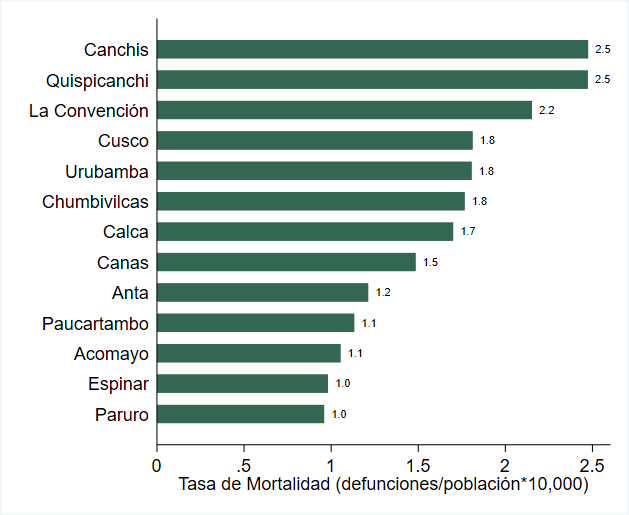 Canchis 2.5
Quispicanchi 2.5
La Convención 2.2
Cusco 1.8
Urubamba 1.8
Chumbivilcas 1.8
Calca 1.7
Canas 1.5
Anta 1.2
Paucartambo 1.1
Acomayo 1.1
Espinar 1.0
Paruro 1.0
0 .5 1 1.5 2 2.5
Tasa de Mortalidad (defunciones/población*10,000)